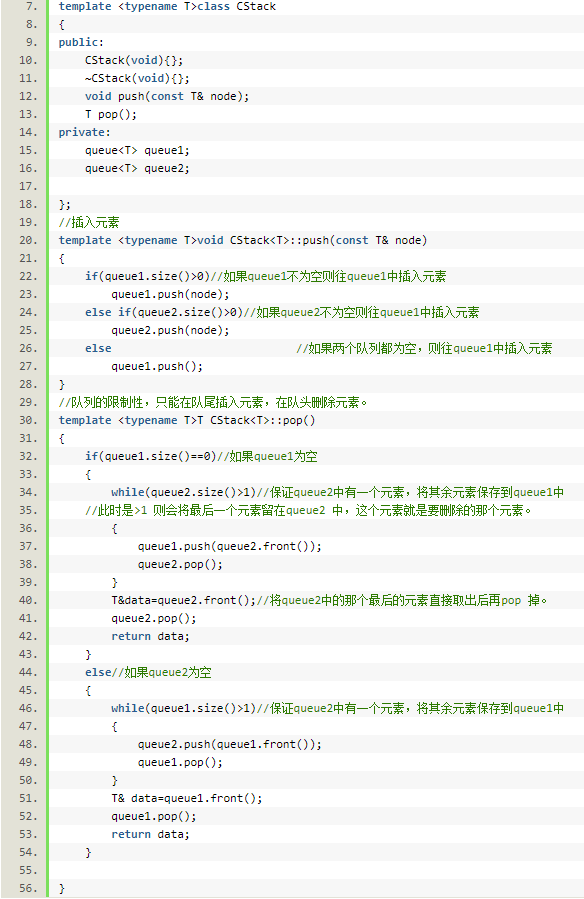 7. template <typename T>class CStack
8. {
9. public:
10. CStack(void){};
11. ~CStack(void){};
12. void push(const T& node);
13. T pop();
14. private:
15. queue<T> queue1;
16. queue<T> queue2;
17.
18. };
19. //插入元素
20. template <typename T>void CStack<T>::push(const T& node)
21. {
22. if(queue1.size()>0)//如果queue1不为空则往queue1中插入元素
23. queue1.push(node);
24. else if(queue2.size()>0)//如果queue2不为空则往queue1中插入元素
25. queue2.push(node);
26. else //如果两个队列都为空，则往queue1中插入元素
27. queue1.push();
28. }
29. //队列的限制性，只能在队尾插入元素，在队头删除元素。
30. template <typename T>T CStack<T>::pop()
31. {
32. if(queue1.size()==0)//如果queue1为空
33. {
34. while(queue2.size()>1)//保证queue2中有一个元素，将其余元素保存到queue1中
35. //此时是>1 则会将最后一个元素留在queue2 中，这个元素就是要删除的那个元素。
36. {
37. queue1.push(queue2.front());
38. queue2.pop();
39. }
40. T&data=queue2.front();//将queue2中的那个最后的元素直接取出后再pop 掉。
41. queue2.pop();
42. return data;
43. }
44. else//如果queue2为空
45. {
46. while(queue1.size()>1)//保证queue2中有一个元素，将其余元素保存到queue1中
47. {
48. queue2.push(queue1.front());
49. queue1.pop();
50. }
51. T& data=queue1.front();
52. queue1.pop();
53. return data;
54. }
55.
56. }